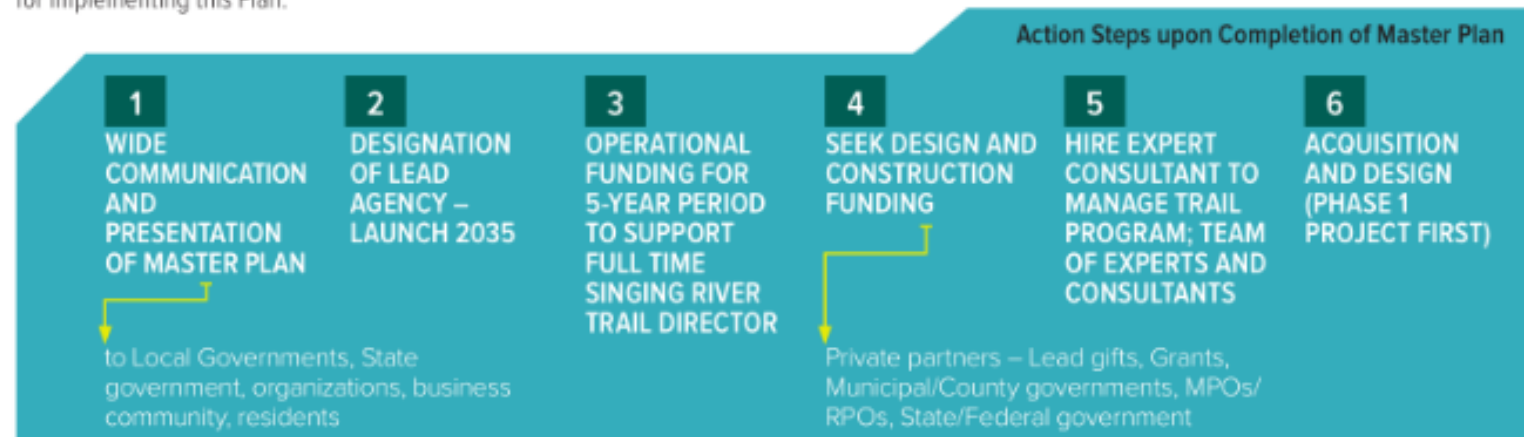 for implementing this Plan.
Action Steps upon Completion of Master Plan
1
WIDE
COMMUNICATION
AND
PRESENTATION
OF MASTER PLAN
to Local Governments, State
government, organizations, business
community, residents
2
DESIGNATION
OF LEAD
AGENCY –
LAUNCH 2035
3
OPERATIONAL
FUNDING FOR
5-YEAR PERIOD
TO SUPPORT
FULL TIME
SINGING RIVER
TRAIL DIRECTOR
4
SEEK DESIGN AND
CONSTRUCTION
FUNDING
Private partners – Lead gifts, Grants,
Municipal/County governments, MPOs/
RPOs, State/Federal government
5
HIRE EXPERT
CONSULTANT TO
MANAGE TRAIL
PROGRAM; TEAM
OF EXPERTS AND
CONSULTANTS
6
ACQUISITION
AND DESIGN
(PHASE 1
PROJECT FIRST)